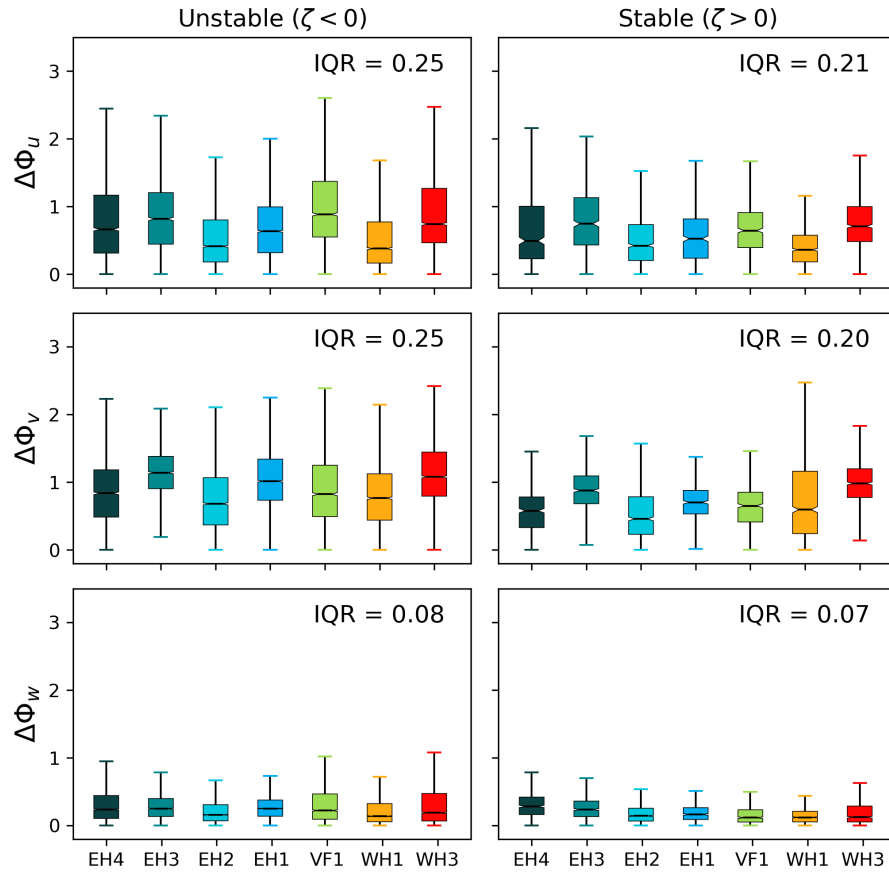 Unstable (ζ < 0) Stable (ζ > 0)
ΔΦu 3 2 1 0 IQR = 0.25 IQR = 0.21
ΔΦv 3 2 1 0 IQR = 0.25 IQR = 0.20
ΔΦw 3 2 1 0 IQR = 0.08 IQR = 0.07
EH4 EH3 EH2 EH1 VF1 WH1 WH3 EH4 EH3 EH2 EH1 VF1 WH1 WH3